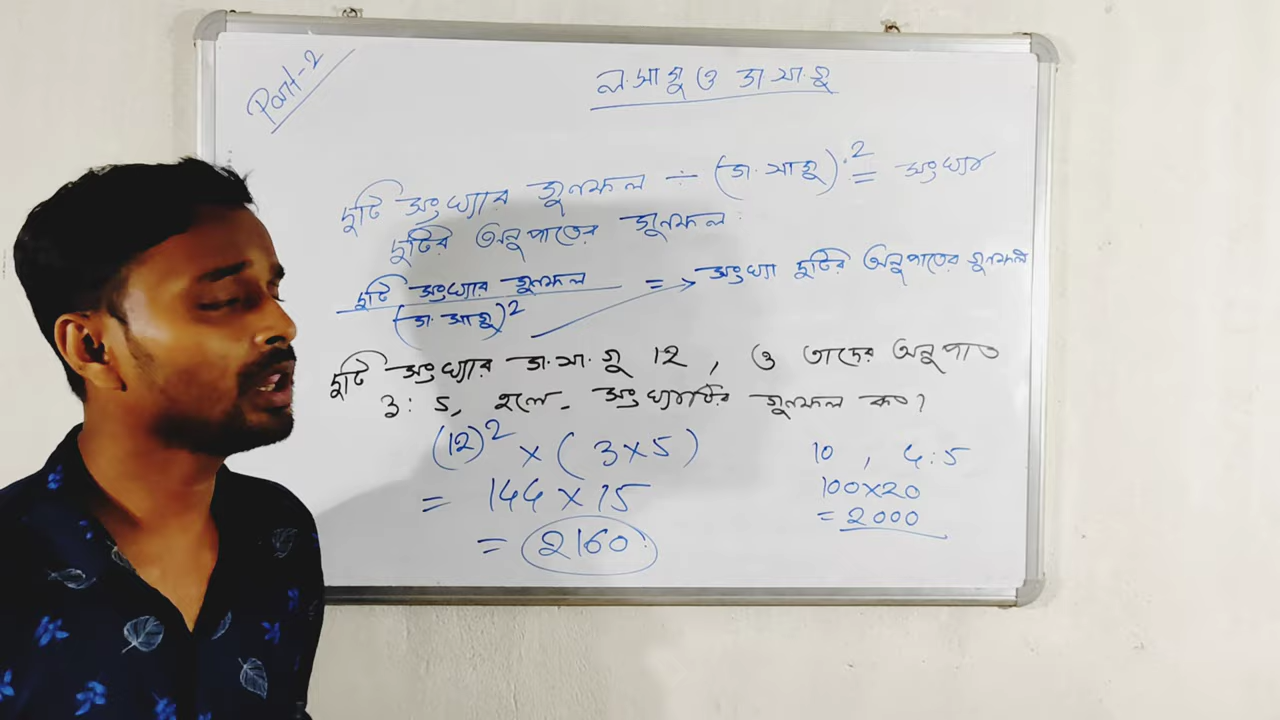 Part-2
ল.সা.গু ও গ.সা.গু
দুটি সংখ্যার গুনফল ÷ (গ.সা.গু)² = সংখ্যা
দুটির অনুপাতের গুনফল
দুটি সংখ্যার গুনফল = সংখ্যা দুটির অনুপাতের গুনফল
(গ.সা.গু)²
দুটি সংখ্যার গ.সা.গু 12, ও তাদের অনুপাত
3:5, হলে- সংখ্যাদুটির গুনফল কত?
(12)² × (3×5)
= 144 × 15
= 2160
10, 4:5
100×20
= 2000